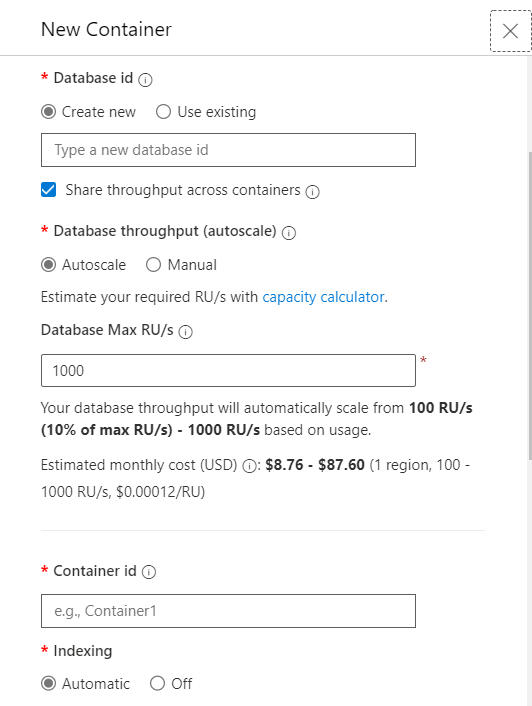 New Container
* Database id
Create new Use existing
Type a new database id
Share throughput across containers
* Database throughput (autoscale)
Autoscale Manual
Estimate your required RU/s with capacity calculator.
Database Max RU/s
1000 *
Your database throughput will automatically scale from 100 RU/s
(10% of max RU/s) - 1000 RU/s based on usage.
Estimated monthly cost (USD) : $8.76 - $87.60 (1 region, 100 -
1000 RU/s, $0.00012/RU)
* Container id
e.g., Container1
* Indexing
Automatic Off